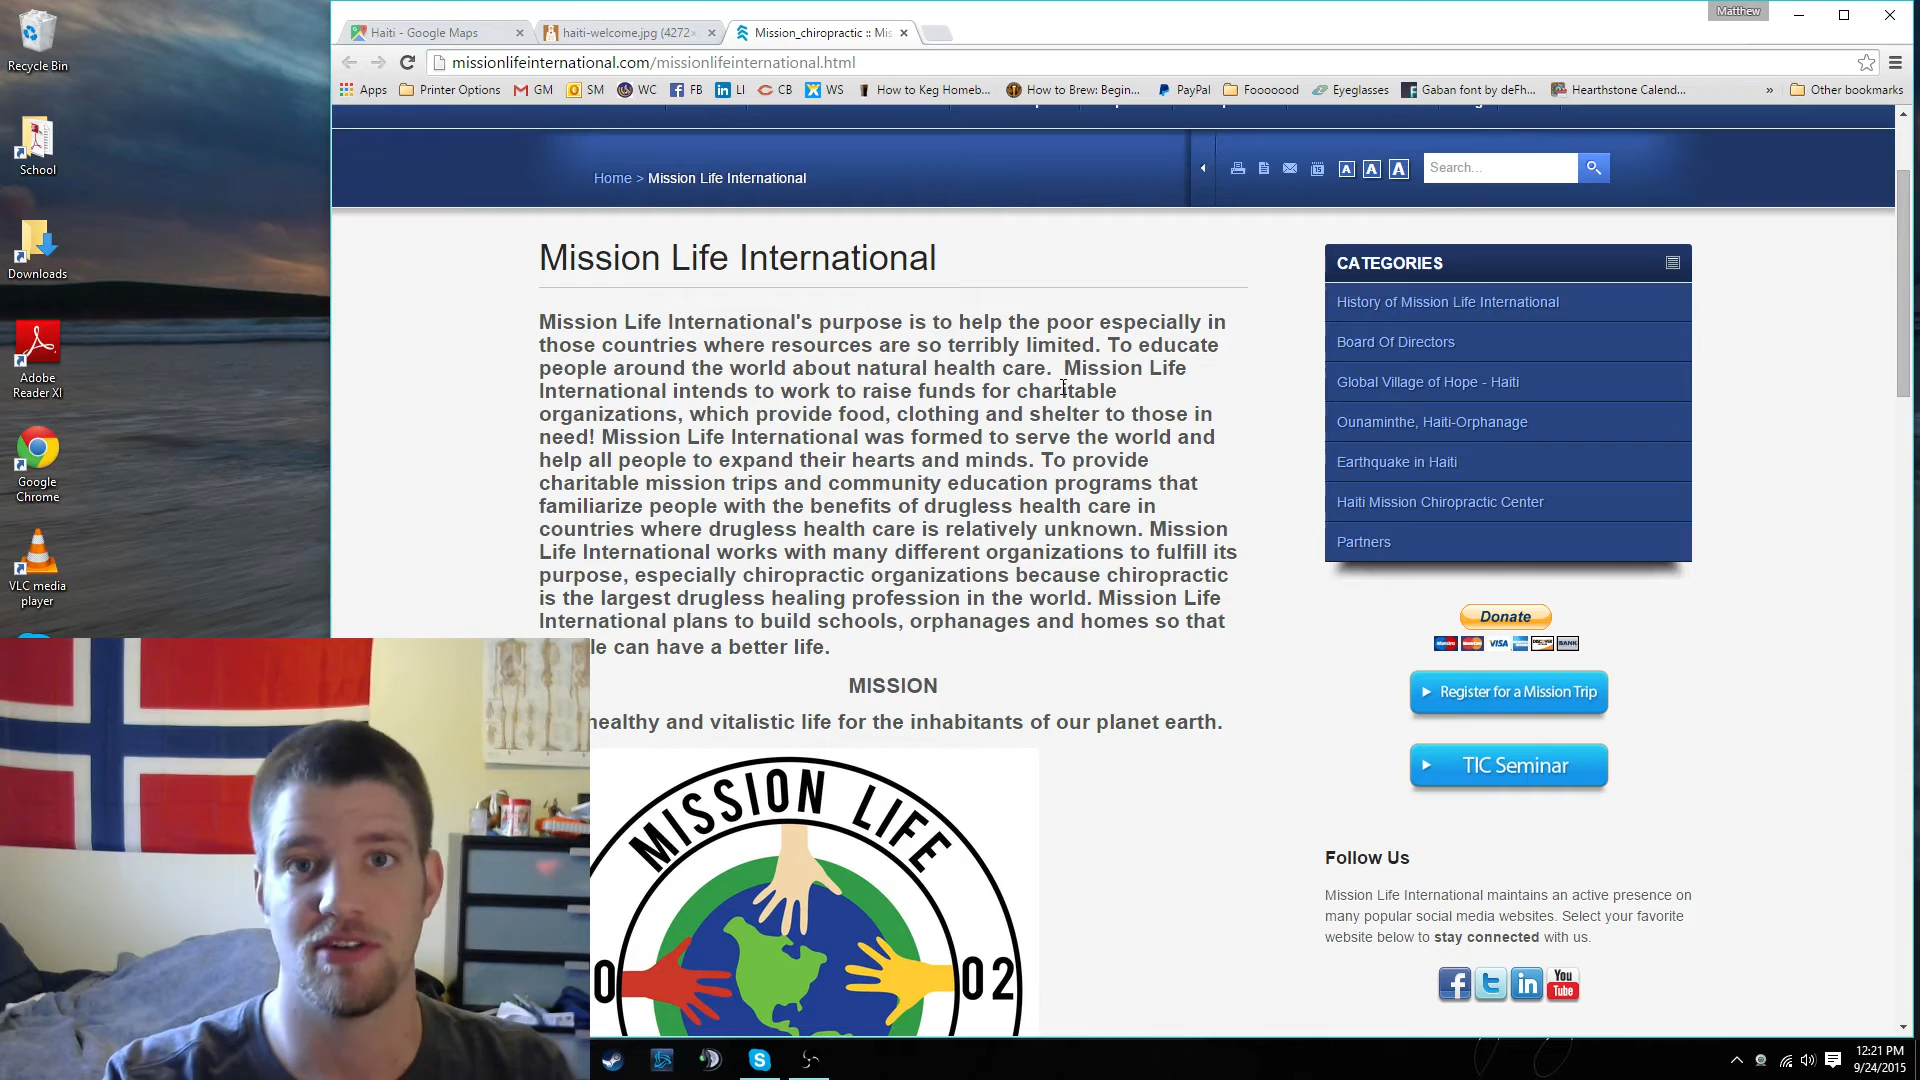 Matthew
Haiti - Google Maps
haiti-welcome.jpg (4272×
Mission_chiropractic :: Mis
missionlifeinternational.com/missionlifeinternational.html
Apps Printer Options GM SM WC FB LI CB WS How to Keg Homeb... How to Brew: Begin... PayPal579 Eyeglasses Gaban font by deFh... Hearthstone Calend... » Other bookmarks
Recycle Bin
School
Downloads
Adobe
Reader XI
Google
Chrome
VLC media
player
Home > Mission Life International
A A A
Search...
Mission Life International
Mission Life International's purpose is to help the poor especially in
those countries where resources are so terribly limited. To educate
people around the world about natural health care. Mission Life
International intends to work to raise funds for charitable
organizations, which provide food, clothing and shelter to those in
need! Mission Life International was formed to serve the world and
help all people to expand their hearts and minds. To provide
charitable mission trips and community education programs that
familiarize people with the benefits of drugless health care in
countries where drugless health care is relatively unknown. Mission
Life International works with many different organizations to fulfill its
purpose, especially chiropractic organizations because chiropractic
is the largest drugless healing profession in the world. Mission Life
International plans to build schools, orphanages and homes so that
le can have a better life.
MISSION
healthy and vitalistic life for the inhabitants of our planet earth.
MISSION LIFE
0 02
CATEGORIES
History of Mission Life International
Board Of Directors
Global Village of Hope - Haiti
Ounaminthe, Haiti-Orphanage
Earthquake in Haiti
Haiti Mission Chiropractic Center
Partners
Donate
VISA BANK
Register for a Mission Trip
TIC Seminar
Follow Us
Mission Life International maintains an active presence on
many popular social media websites. Select your favorite
website below to stay connected with us.
You
Tube
12:21 PM
9/24/2015